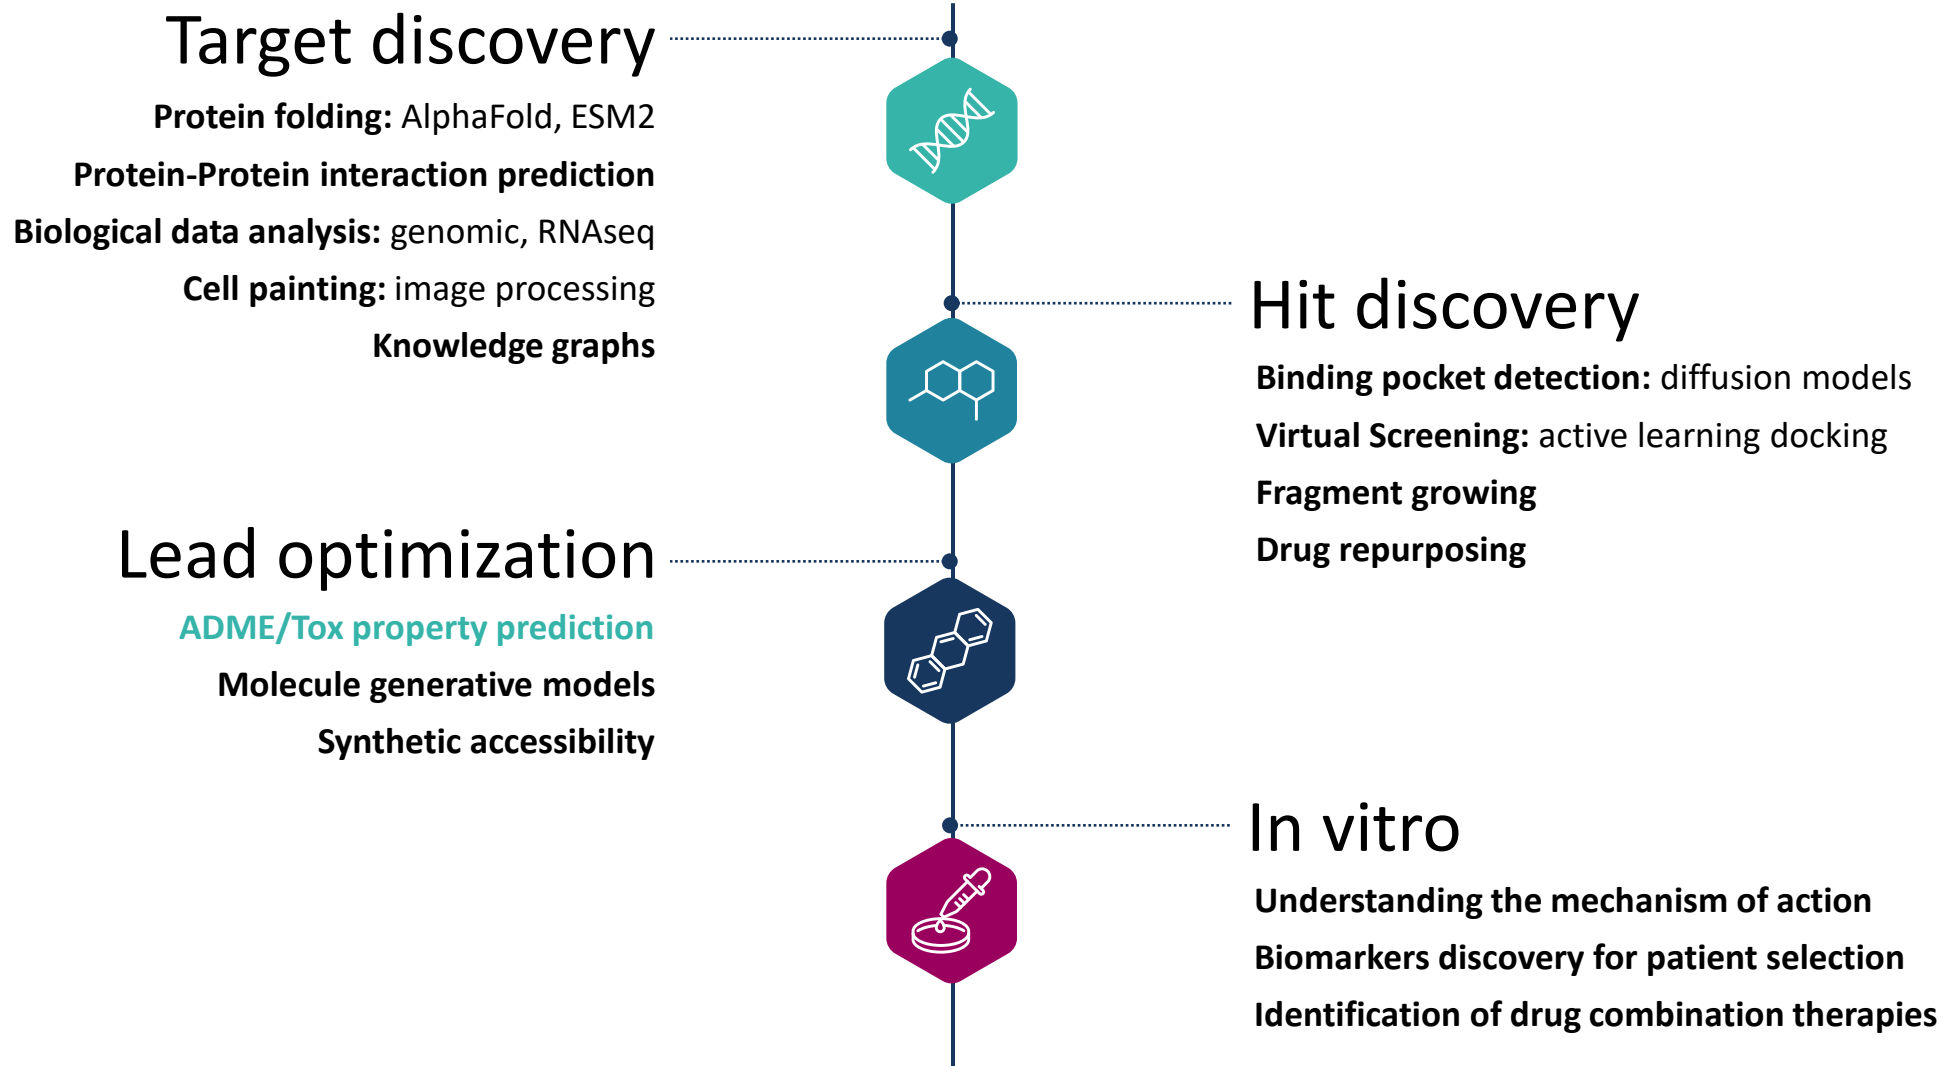 Target discovery
Protein folding: AlphaFold, ESM2
Protein-Protein interaction prediction
Biological data analysis: genomic, RNAseq
Cell painting: image processing
Knowledge graphs
Hit discovery
Binding pocket detection: diffusion models
Virtual Screening: active learning docking
Fragment growing
Drug repurposing
Lead optimization
ADME/Tox property prediction
Molecule generative models
Synthetic accessibility
In vitro
Understanding the mechanism of action
Biomarkers discovery for patient selection
Identification of drug combination therapies